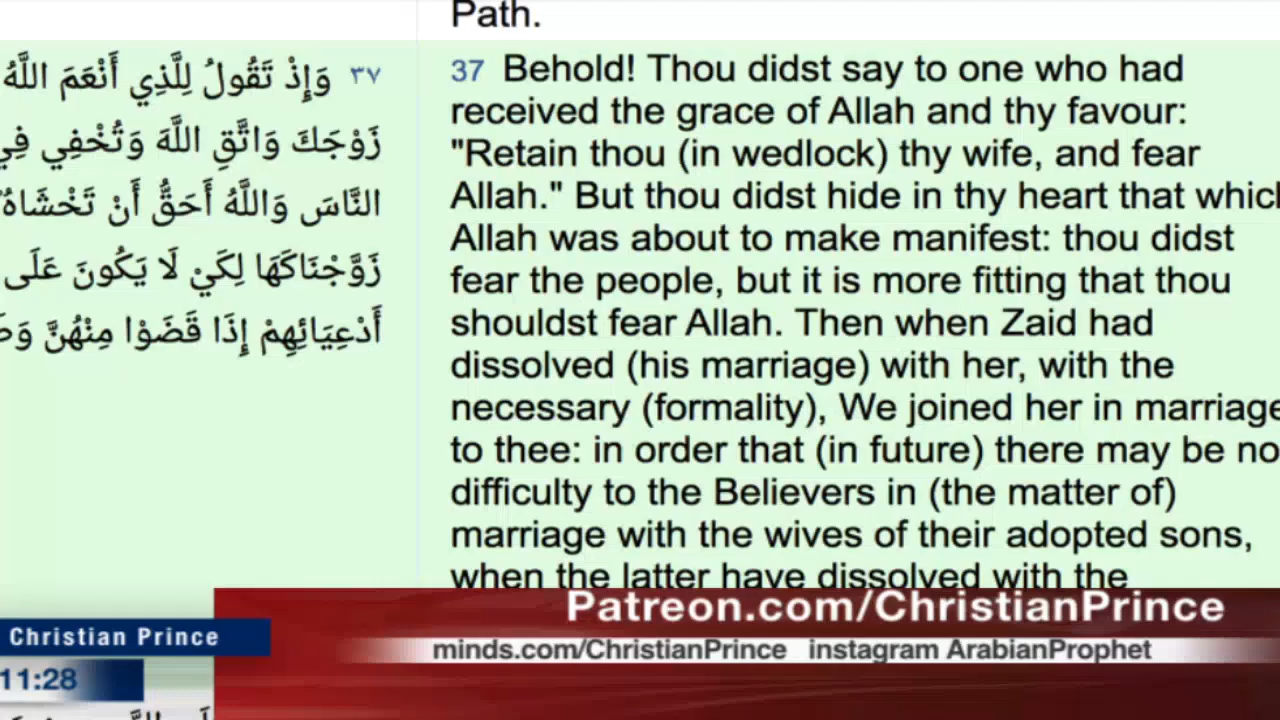 Path.
٣٧ وَإِذْ تَقُولُ لِلَّذِي أَنْعَمَ اللَّهُ
زَوْجَكَ وَاتَّقِ اللَّهَ وَتُخْفِي فِي
النَّاسَ وَاللَّهُ أَحَقُّ أَنْ تَخْشَاهُ
زَوَّجْنَاكَهَا لِكَيْ لَا يَكُونَ عَلَى
أَدْعِيَائِهِمْ إِذَا قَضَوْا مِنْهُنَّ
37 Behold! Thou didst say to one who had
received the grace of Allah and thy favour:
"Retain thou (in wedlock) thy wife, and fear
Allah." But thou didst hide in thy heart that which
Allah was about to make manifest: thou didst
fear the people, but it is more fitting that thou
shouldst fear Allah. Then when Zaid had
dissolved (his marriage) with her, with the
necessary (formality), We joined her in marriage
to thee: in order that (in future) there may be no
difficulty to the Believers in (the matter of)
marriage with the wives of their adopted sons,
when the latter have dissolved with the
Patreon.com/ChristianPrince
Christian Prince
minds.com/ChristianPrince instagram ArabianProphet
11:28